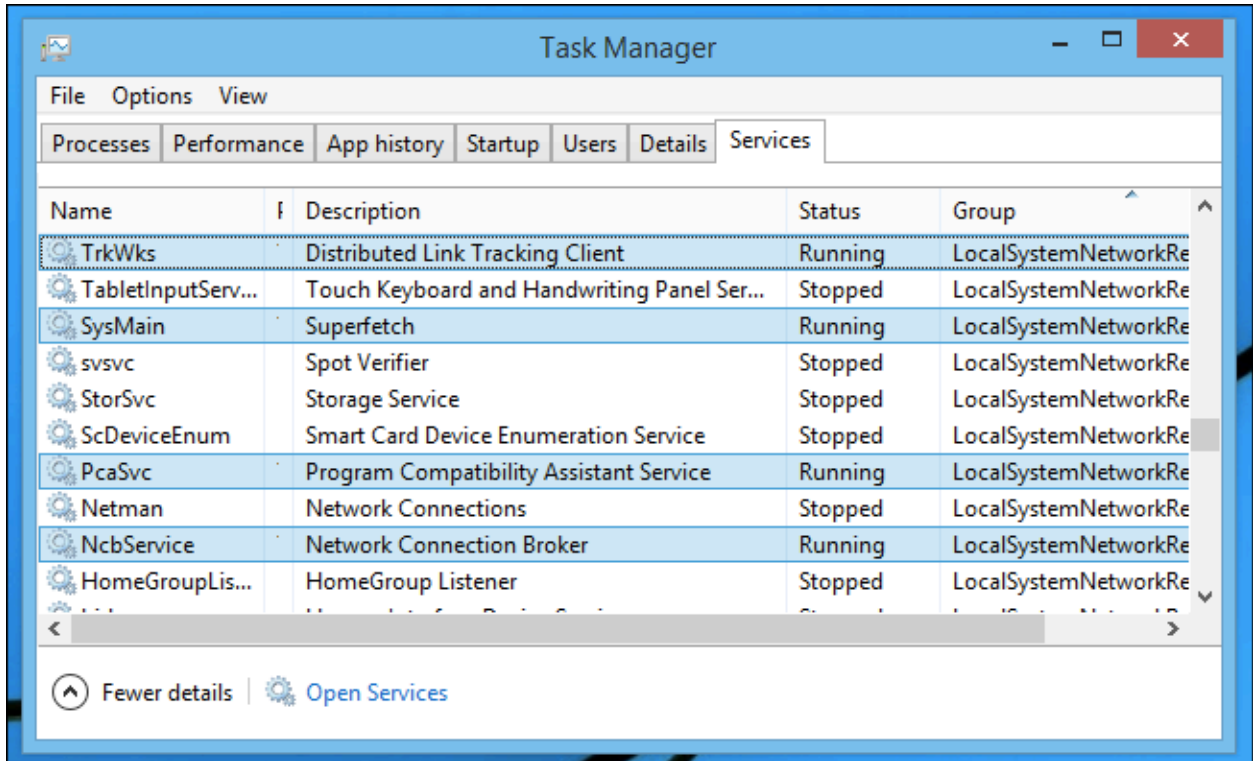 Task Manager
File Options View
Processes Performance App history Startup Users Details Services
Name Description Status Group
TrkWks Distributed Link Tracking Client Running LocalSystemNetworkRe
TabletInputServ... Touch Keyboard and Handwriting Panel Ser... Stopped LocalSystemNetworkRe
SysMain Superfetch Running LocalSystemNetworkRe
svsvc Spot Verifier Stopped LocalSystemNetworkRe
StorSvc Storage Service Stopped LocalSystemNetworkRe
ScDeviceEnum Smart Card Device Enumeration Service Stopped LocalSystemNetworkRe
PcaSvc Program Compatibility Assistant Service Running LocalSystemNetworkRe
Netman Network Connections Stopped LocalSystemNetworkRe
NcbService Network Connection Broker Running LocalSystemNetworkRe
HomeGroupLis... HomeGroup Listener Stopped LocalSystemNetworkRe
Fewer details Open Services